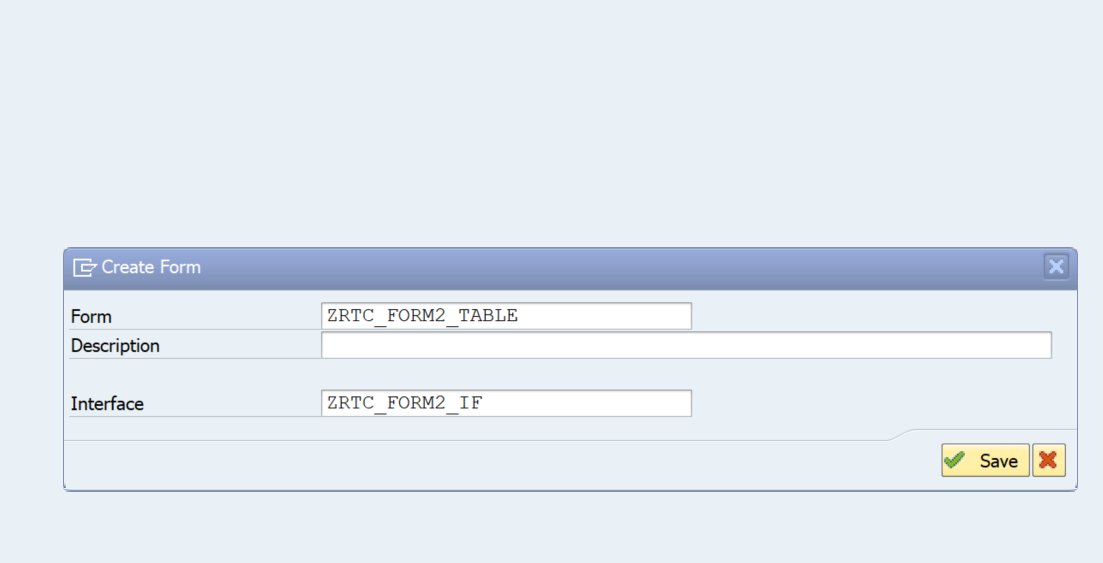 Create Form
Form ZRTC_FORM2_TABLE
Description
Interface ZRTC_FORM2_IF
Save